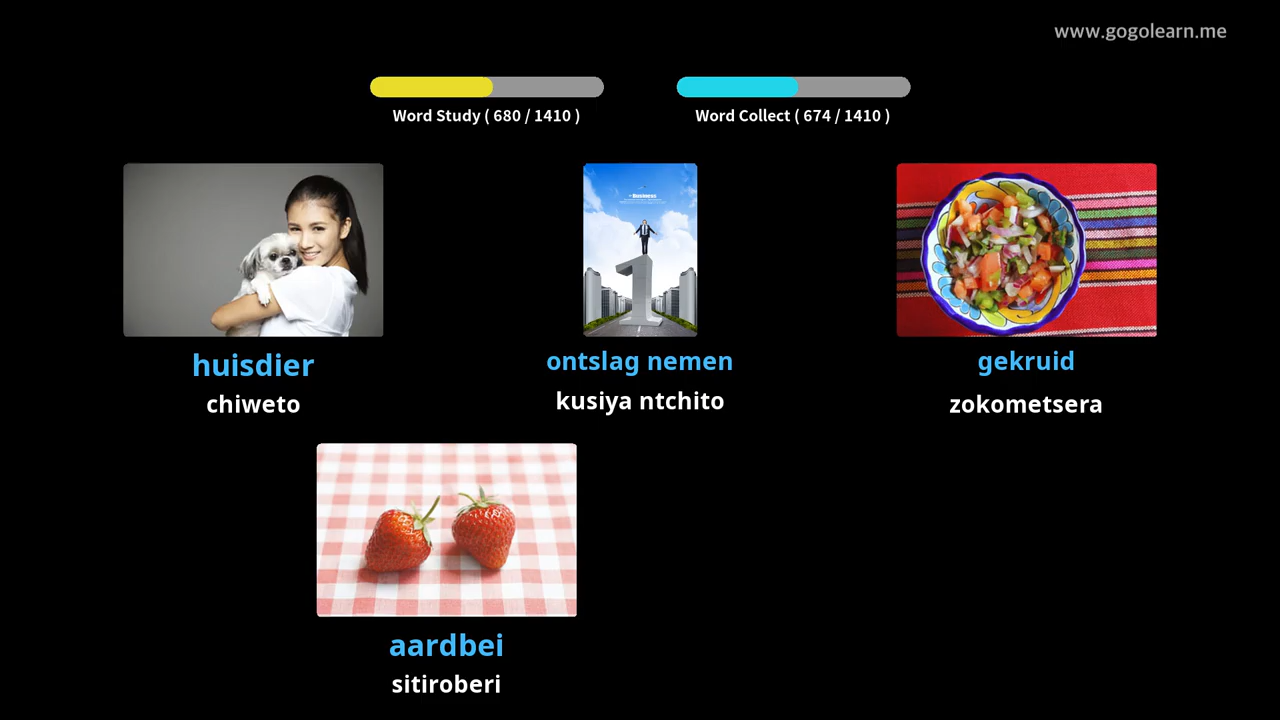 www.gogolearn.me
Word Study ( 680 / 1410 )
Word Collect ( 674 / 1410 )
Business
huisdier
chiweto
ontslag nemen
kusiya ntchito
gekruid
zokometsera
aardbei
sitiroberi